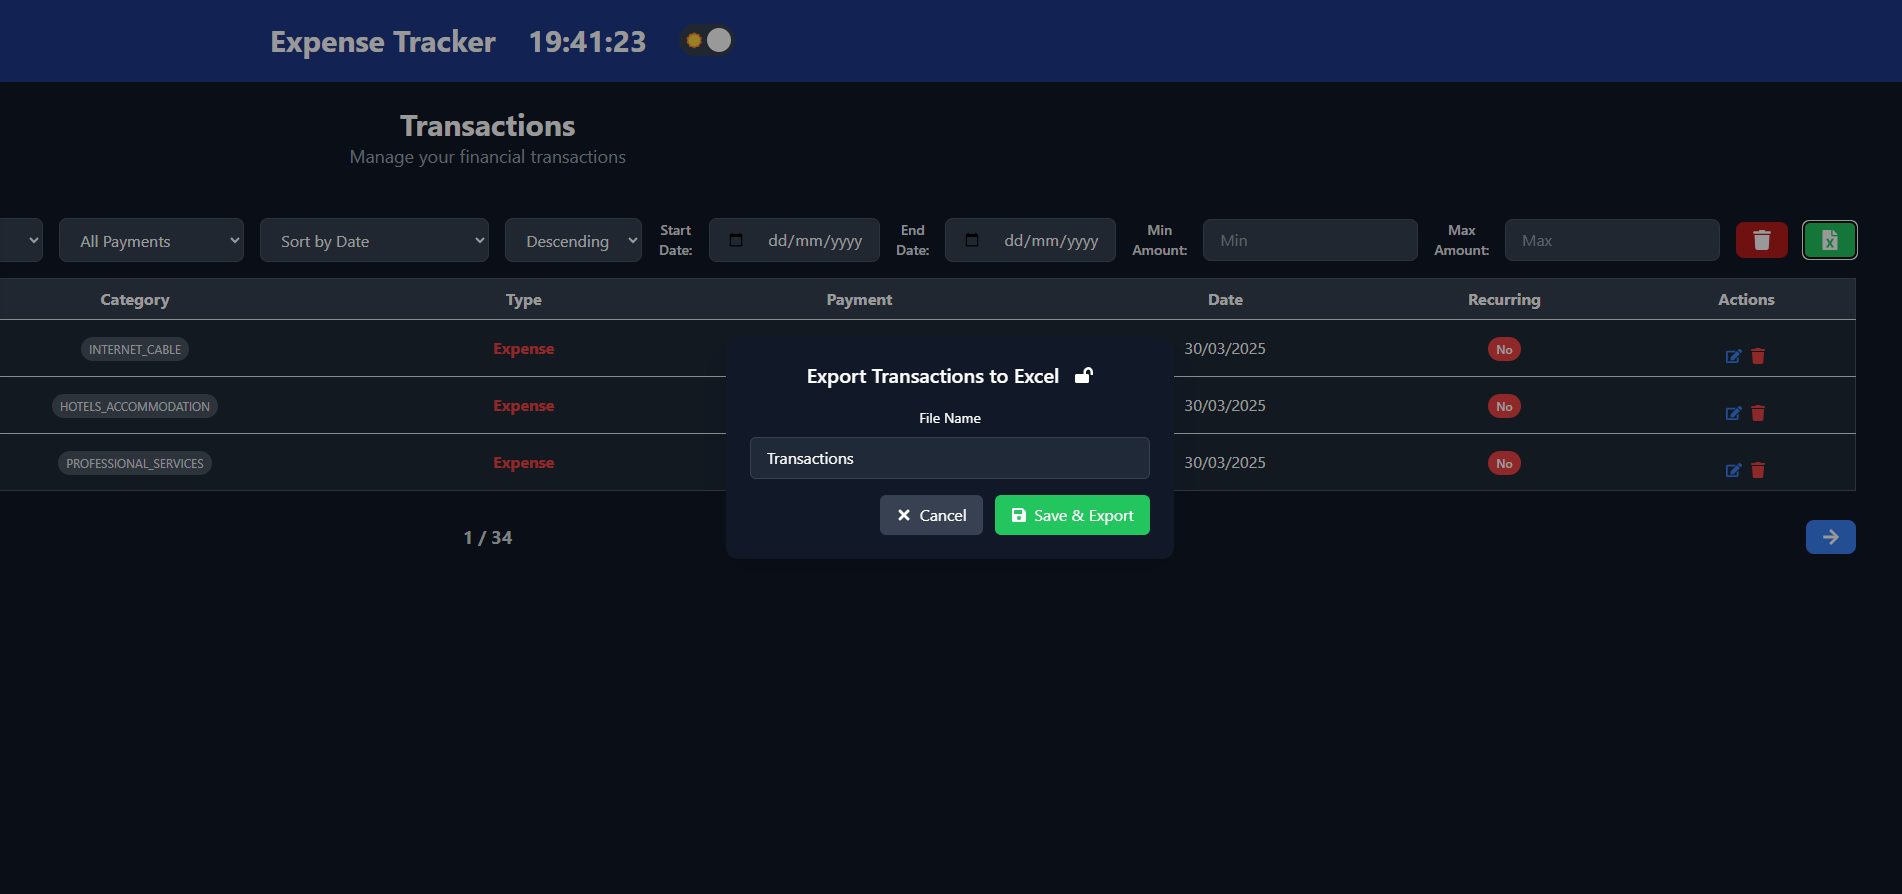 Expense Tracker 19:41:23
Transactions
Manage your financial transactions
All Payments Sort by Date Descending Start Date: dd/mm/yyyy End Date: dd/mm/yyyy Min Amount: Min Max Amount: Max
Category Type Payment Date Recurring Actions
INTERNET_CABLE Expense 30/03/2025 No
HOTELS_ACCOMMODATION Expense 30/03/2025 No
PROFESSIONAL_SERVICES Expense 30/03/2025 No
Export Transactions to Excel
File Name
Transactions
Cancel Save & Export
1 / 34